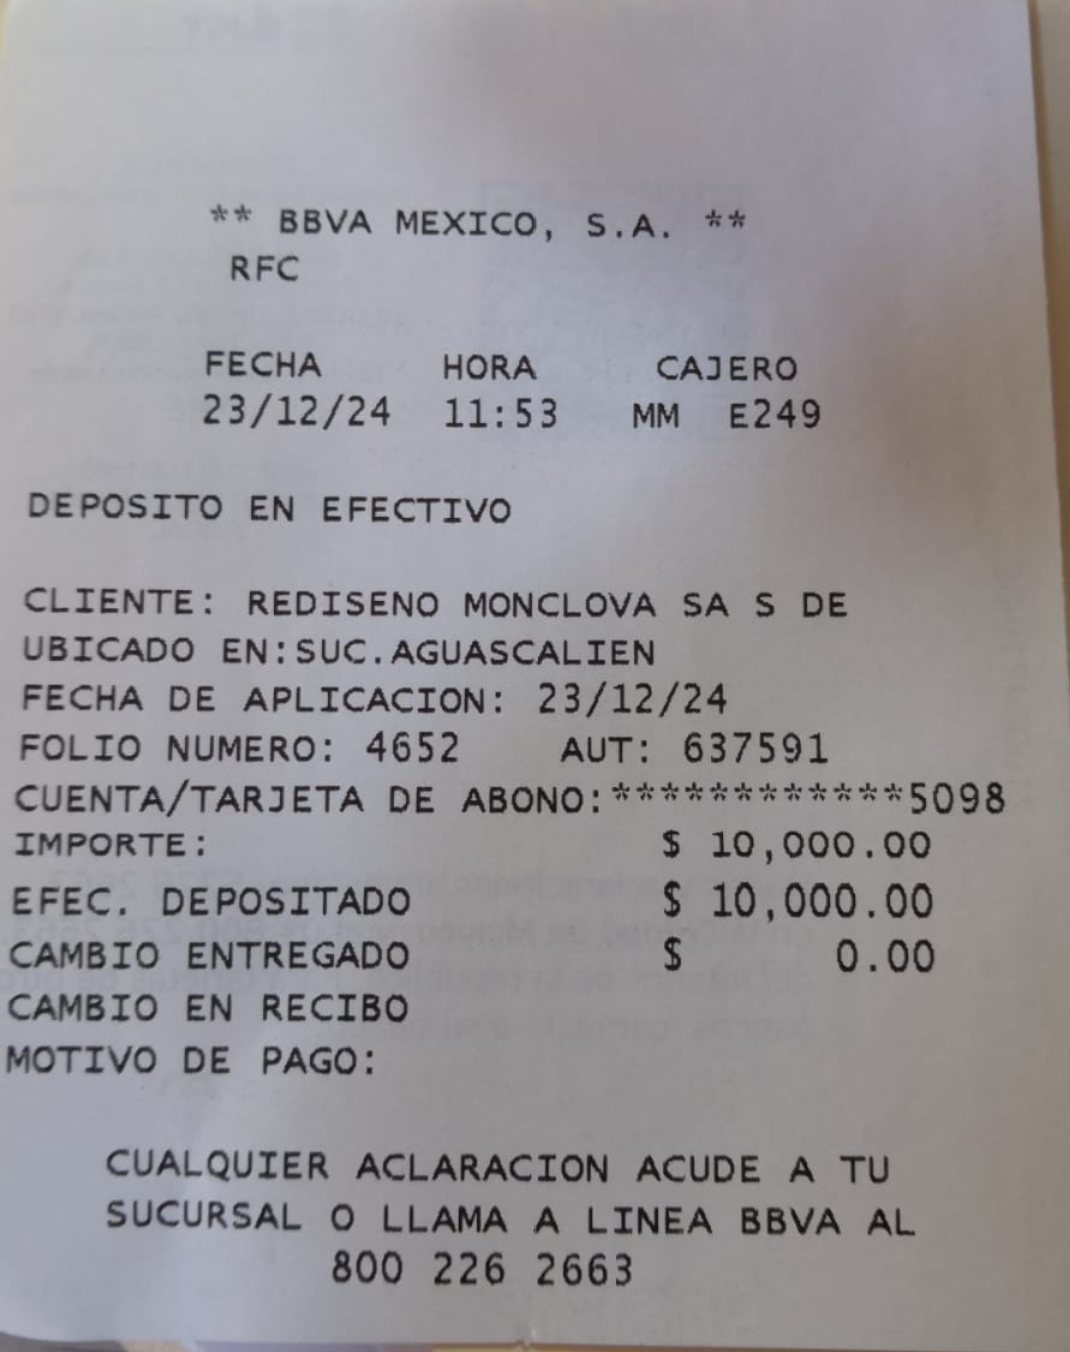 ** BBVA MEXICO, S.A. **
RFC
FECHA HORA CAJERO
23/12/24 11:53 MM E249
DEPOSITO EN EFECTIVO
CLIENTE: REDISENO MONCLOVA SA S DE
UBICADO EN:SUC.AGUASCALIEN
FECHA DE APLICACION: 23/12/24
FOLIO NUMERO: 4652 AUT: 637591
CUENTA/TARJETA DE ABONO:************5098
IMPORTE: $ 10,000.00
EFEC. DEPOSITADO $ 10,000.00
CAMBIO ENTREGADO $ 0.00
CAMBIO EN RECIBO
MOTIVO DE PAGO:
CUALQUIER ACLARACION ACUDE A TU
SUCURSAL O LLAMA A LINEA BBVA AL
800 226 2663